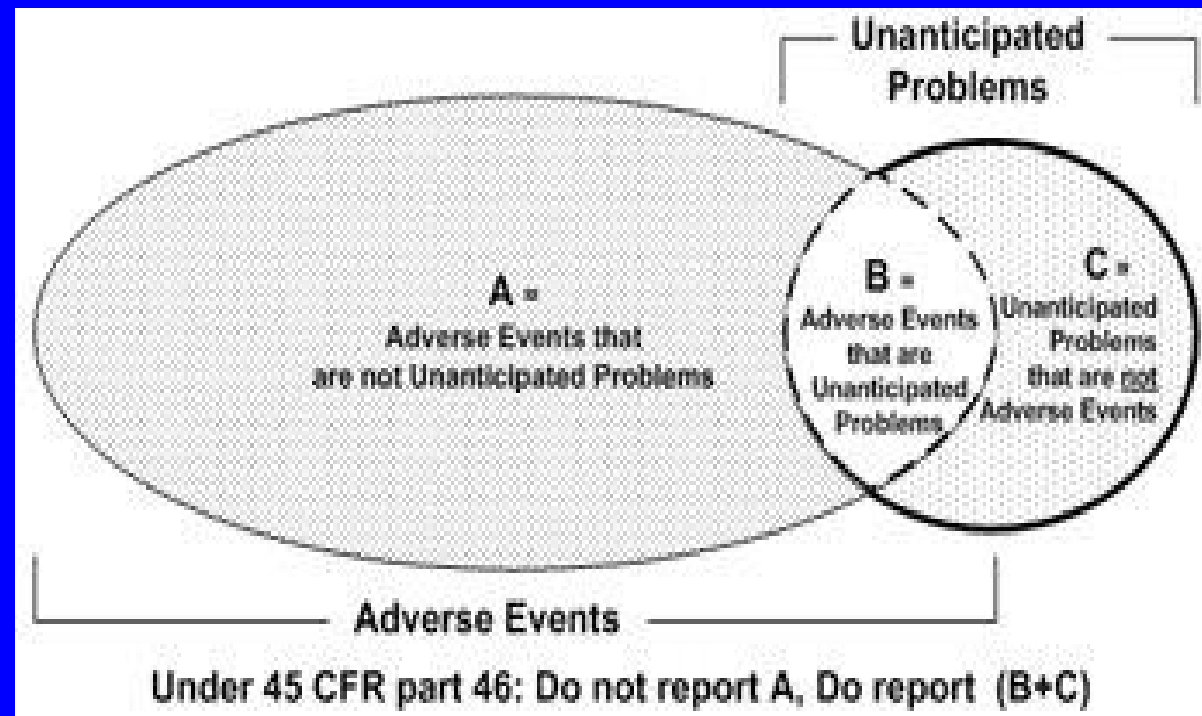 Unanticipated
Problems
A =
Adverse Events that
are not Unanticipated Problems
B =
Adverse Events
that are
Unanticipated
Problems
C =
Unanticipated
Problems
that are not
Adverse Events
Adverse Events
Under 45 CFR part 46: Do not report A, Do report (B+C)